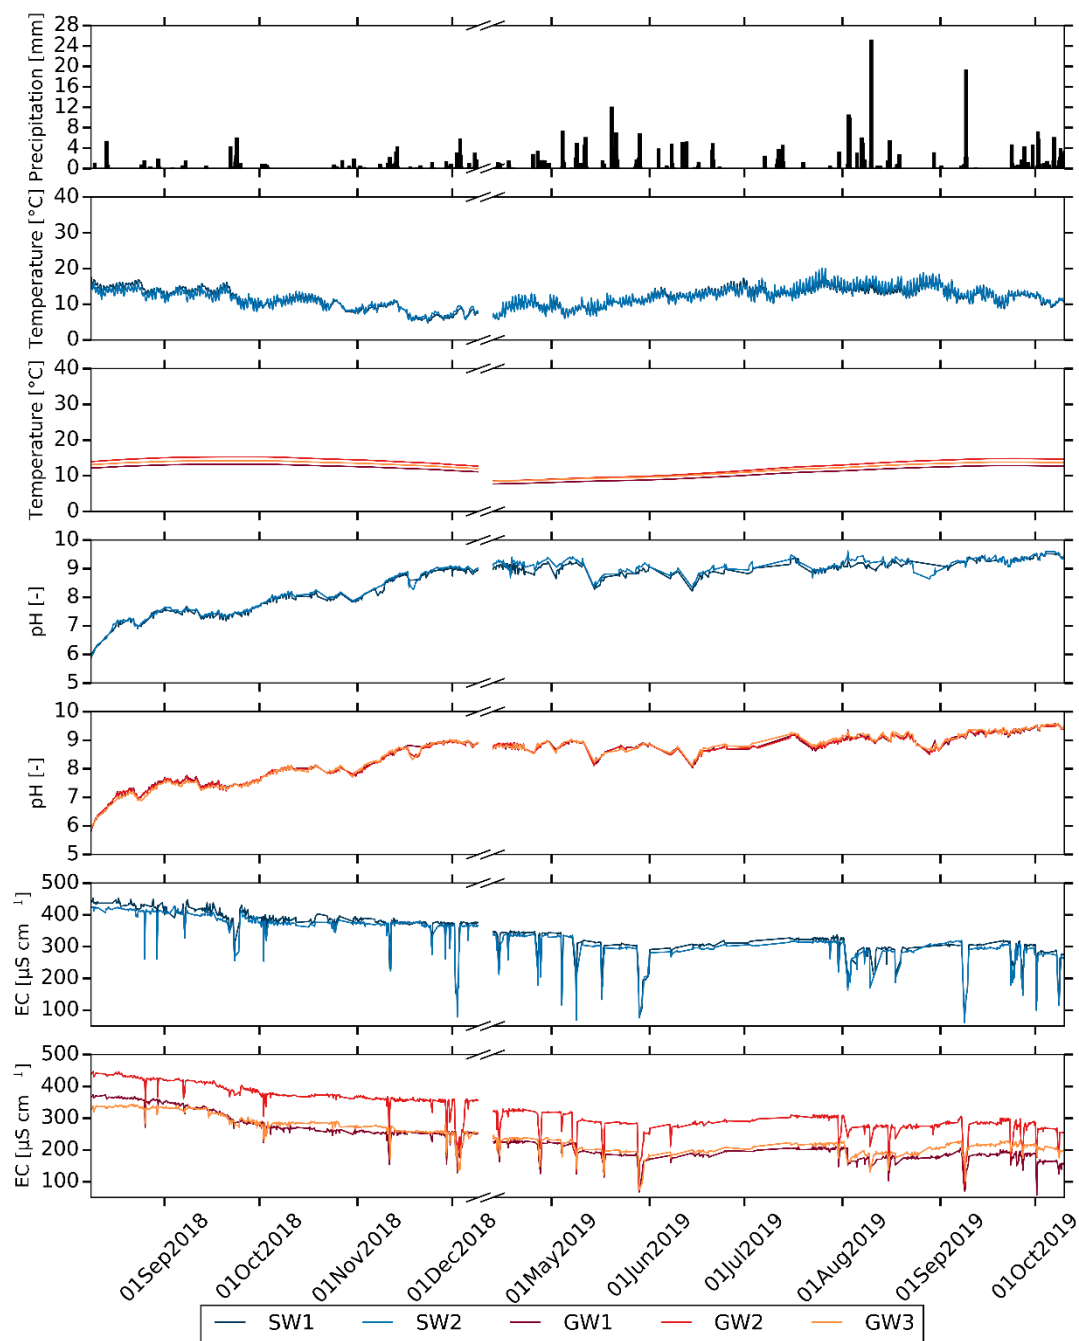 Precipitation [mm]
28
24
20
16
12
8
4
0
Temperature [°C]
40
30
20
10
0
Temperature [°C]
40
30
20
10
0
pH [-]
10
9
8
7
6
5
pH [-]
10
9
8
7
6
5
EC [µS cm ⁻¹]
500
400
300
200
100
EC [µS cm ⁻¹]
500
400
300
200
100
01Sep2018
01Oct2018
01Nov2018
01Dec2018
01May2019
01Jun2019
01Jul2019
01Aug2019
01Sep2019
01Oct2019
SW1 SW2 GW1 GW2 GW3